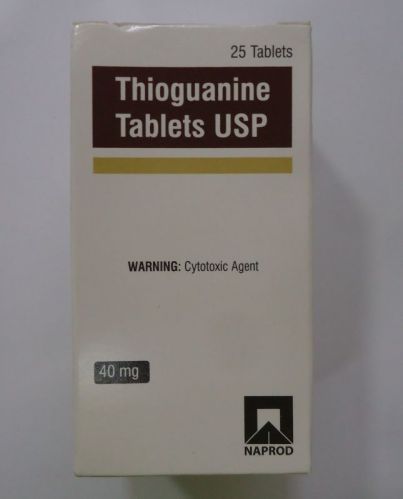 25 Tablets
Thioguanine
Tablets USP
WARNING: Cytotoxic Agent
40 mg
NAPROD